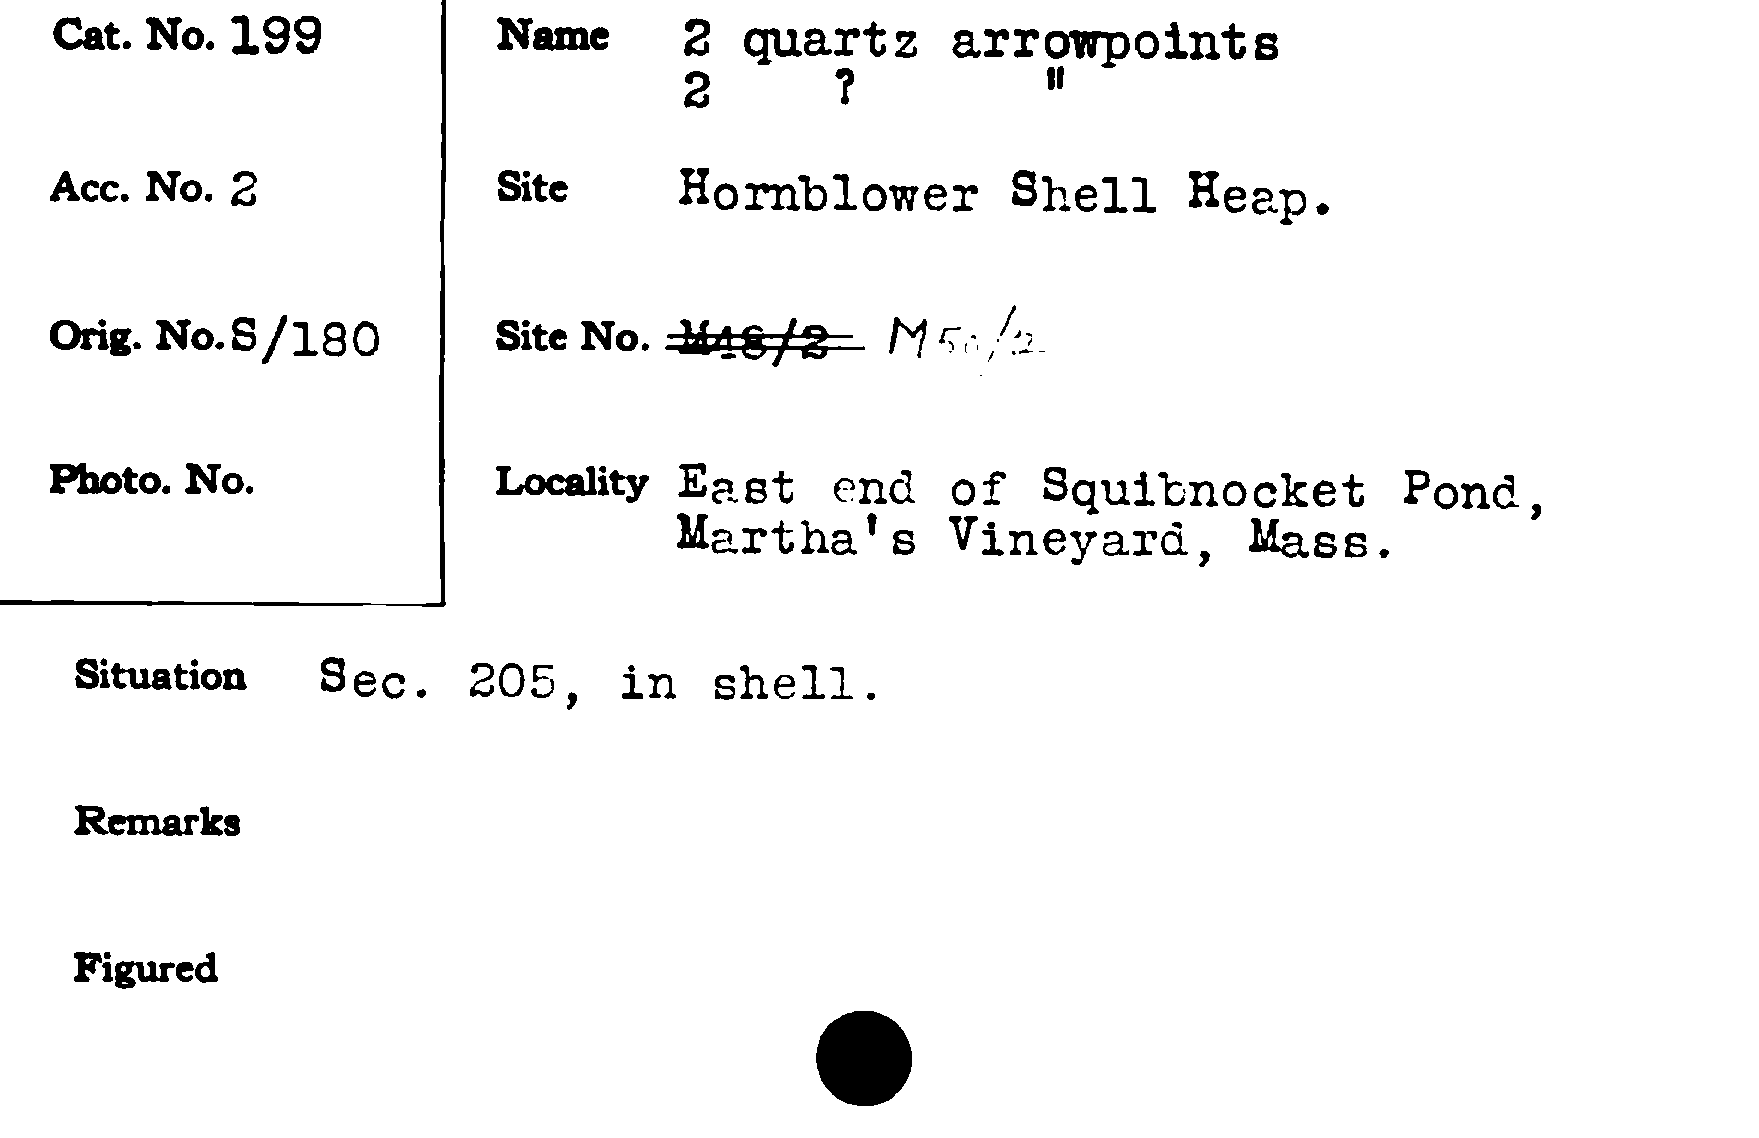 Cat. No. 199
Name 2 quartz arrowpoints
2 ? "
Acc. No. 2
Site Hornblower Shell Heap.
Orig. No. S/180
Site No. M48/2 M50/2
Photo. No.
Locality East end of Squibnocket Pond,
Martha's Vineyard, Mass.
Situation Sec. 205, in shell.
Remarks
Figured